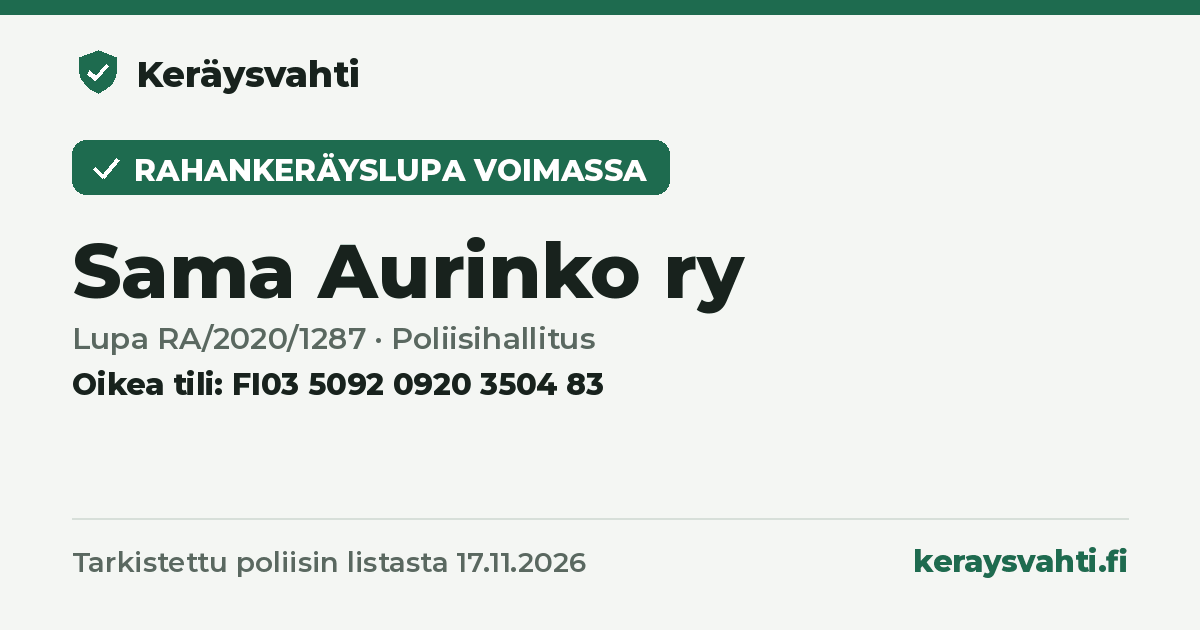 Keräysvahti
RAHANKERÄYSLUPA VOIMASSA
Sama Aurinko ry
Lupa RA/2020/1287 · Poliisihallitus
Oikea tili: FI03 5092 0920 3504 83
Tarkistettu poliisin listasta 17.11.2026
keraysvahti.fi